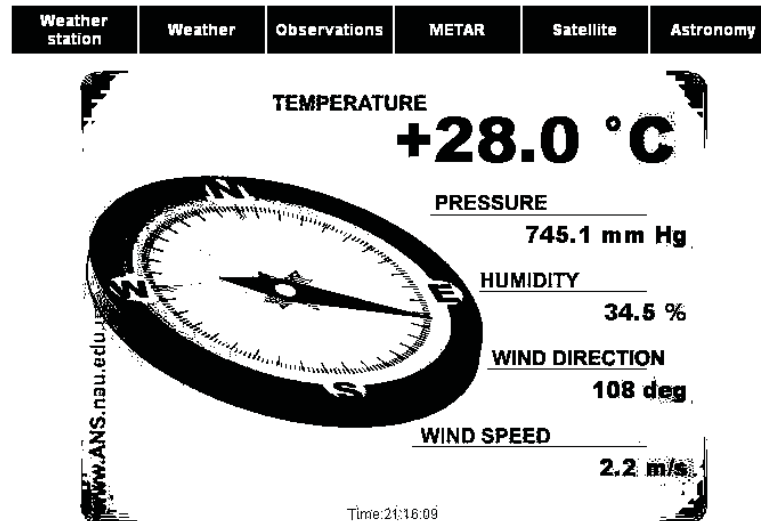 Weather station
Weather
Observations
METAR
Satellite
Astronomy
TEMPERATURE
+28.0 °C
PRESSURE
745.1 mm Hg
HUMIDITY
34.5 %
WIND DIRECTION
108 deg
WIND SPEED
2.2 m/s
N
E
S
W
www.ANS.nau.edu
Time:21:16:09